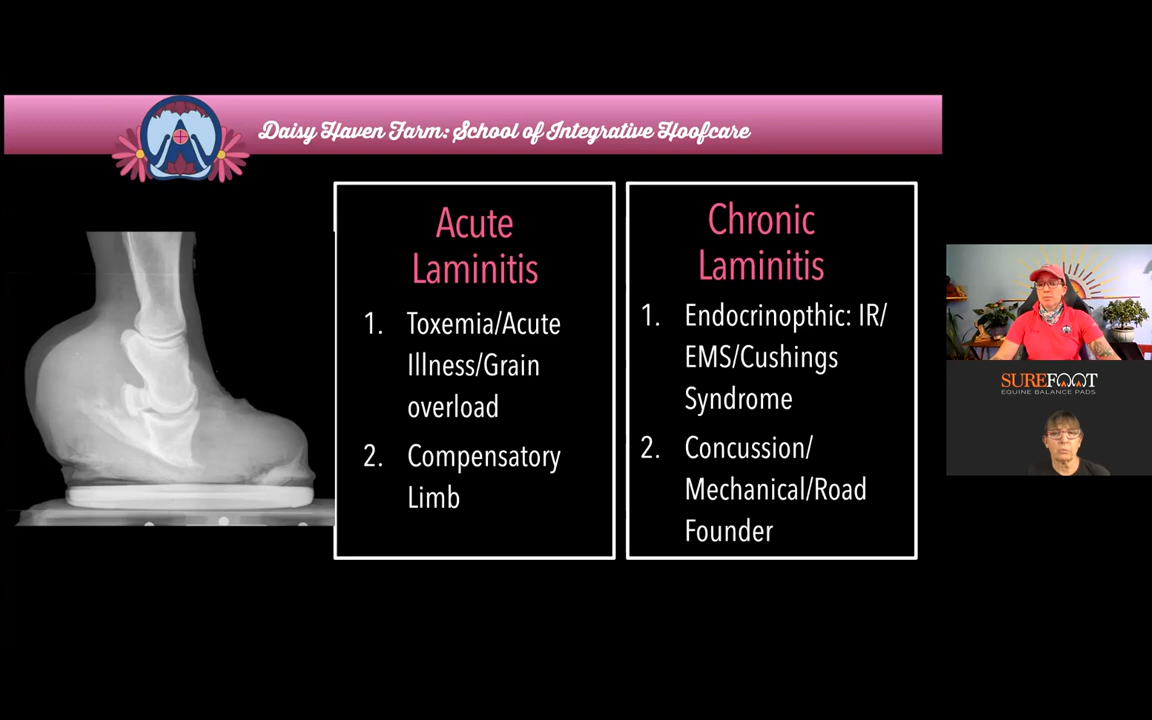 Daisy Haven Farm: School of Integrative Hoofcare
Acute
Laminitis
1. Toxemia/Acute
Illness/Grain
overload
2. Compensatory
Limb
Chronic
Laminitis
1. Endocrinopthic: IR/
EMS/Cushings
Syndrome
2. Concussion/
Mechanical/Road
Founder
SUREFOOT
EQUINE BALANCE PADS